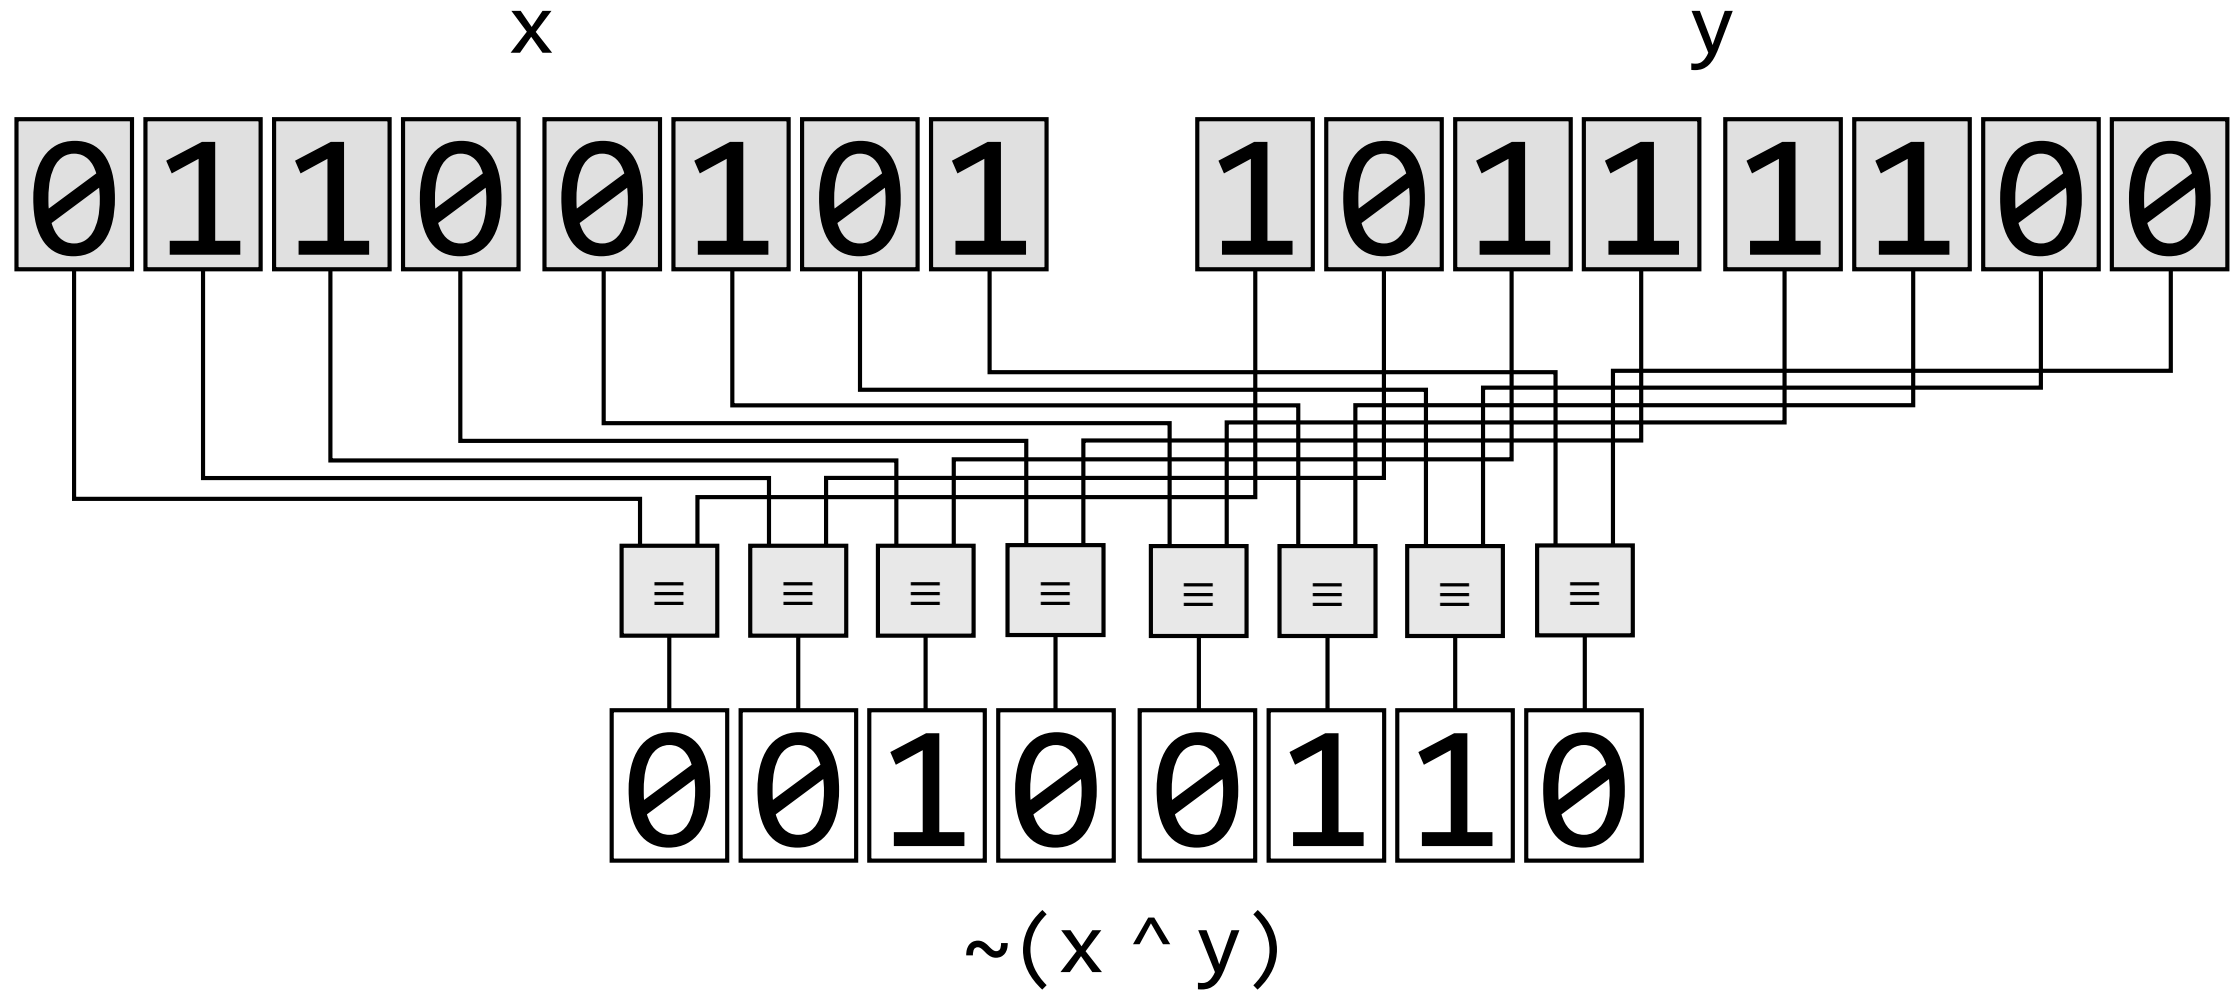 x y
0 1 1 0 0 1 0 1 1 0 1 1 1 1 0 0
≡ ≡ ≡ ≡ ≡ ≡ ≡ ≡
0 0 1 0 0 1 1 0
~(x ^ y)